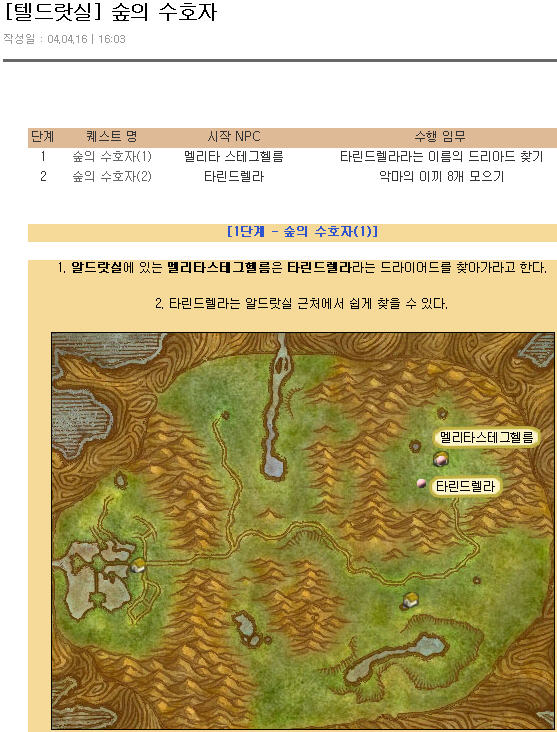 [텔드랏실] 숲의 수호자
작성일 : 04.04.16 | 16:03
단계 퀘스트 명 시작 NPC 수행 임무
1 숲의 수호자(1) 멜리타 스테그헬름 타린드렐라라는 이름의 드리아드 찾기
2 숲의 수호자(2) 타린드렐라 악마의 이끼 8개 모으기
[1단계 - 숲의 수호자(1)]
1. 알드랏실에 있는 멜리타스테그헬름은 타린드렐라라는 드라이어드를 찾아가라고 한다.
2. 타린드렐라는 알드랏실 근처에서 쉽게 찾을 수 있다.
멜리타스테그헬름
타린드렐라